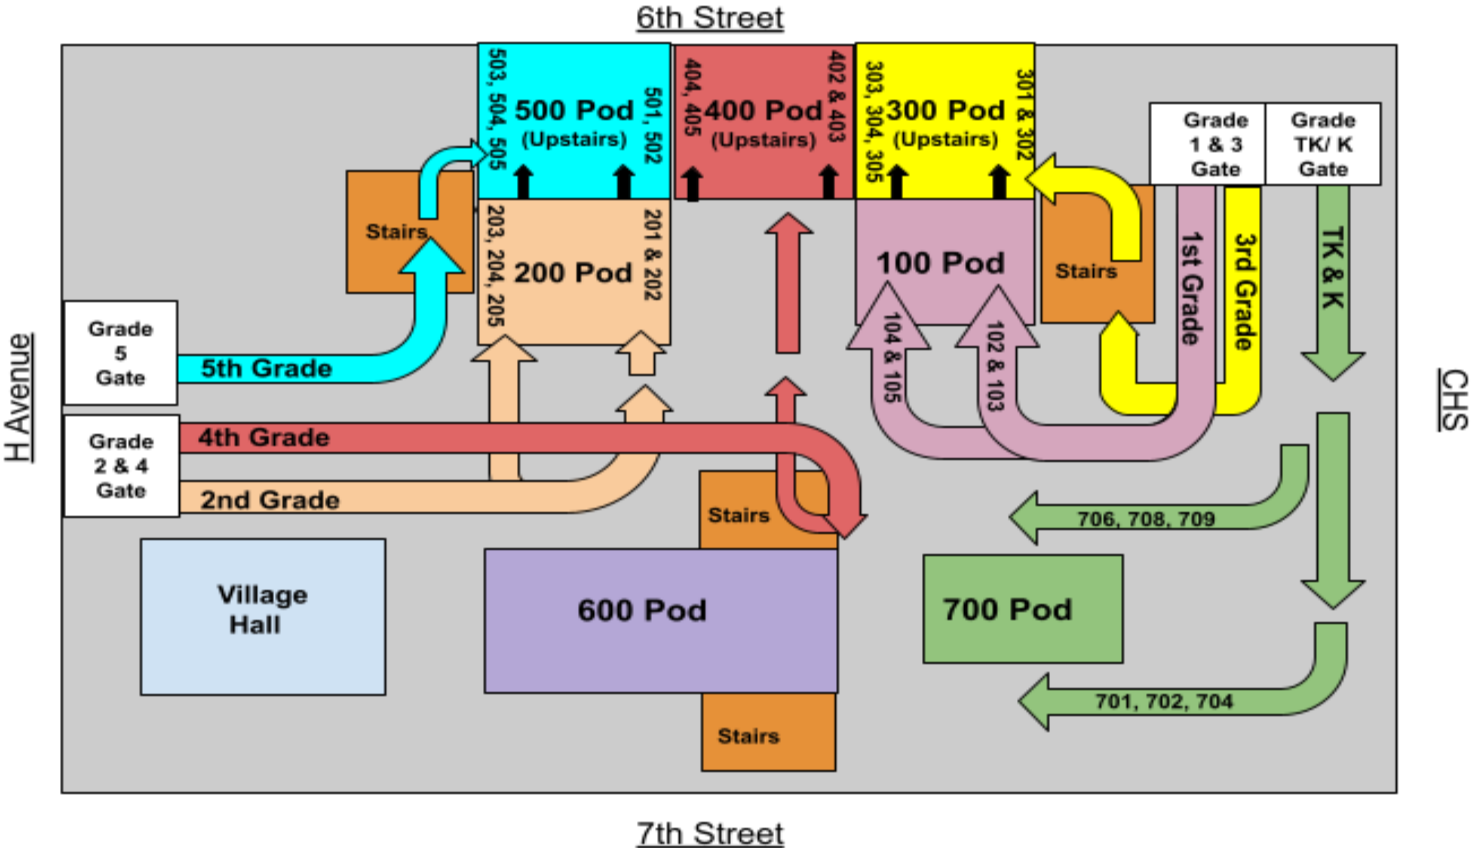 6th Street
503, 504, 505
500 Pod
(Upstairs)
501, 502
404, 405
400 Pod
(Upstairs)
402 & 403
303, 304, 305
300 Pod
(Upstairs)
301 & 302
Grade
1 & 3
Gate
Grade
TK/ K
Gate
Stairs
203, 204, 205
200 Pod
201 & 202
100 Pod
104 & 105
102 & 103
Stairs
1st Grade
3rd Grade
TK & K
H Avenue
Grade
5
Gate
5th Grade
CHS
Grade
2 & 4
Gate
4th Grade
2nd Grade
Stairs
706, 708, 709
Village
Hall
600 Pod
700 Pod
701, 702, 704
Stairs
7th Street